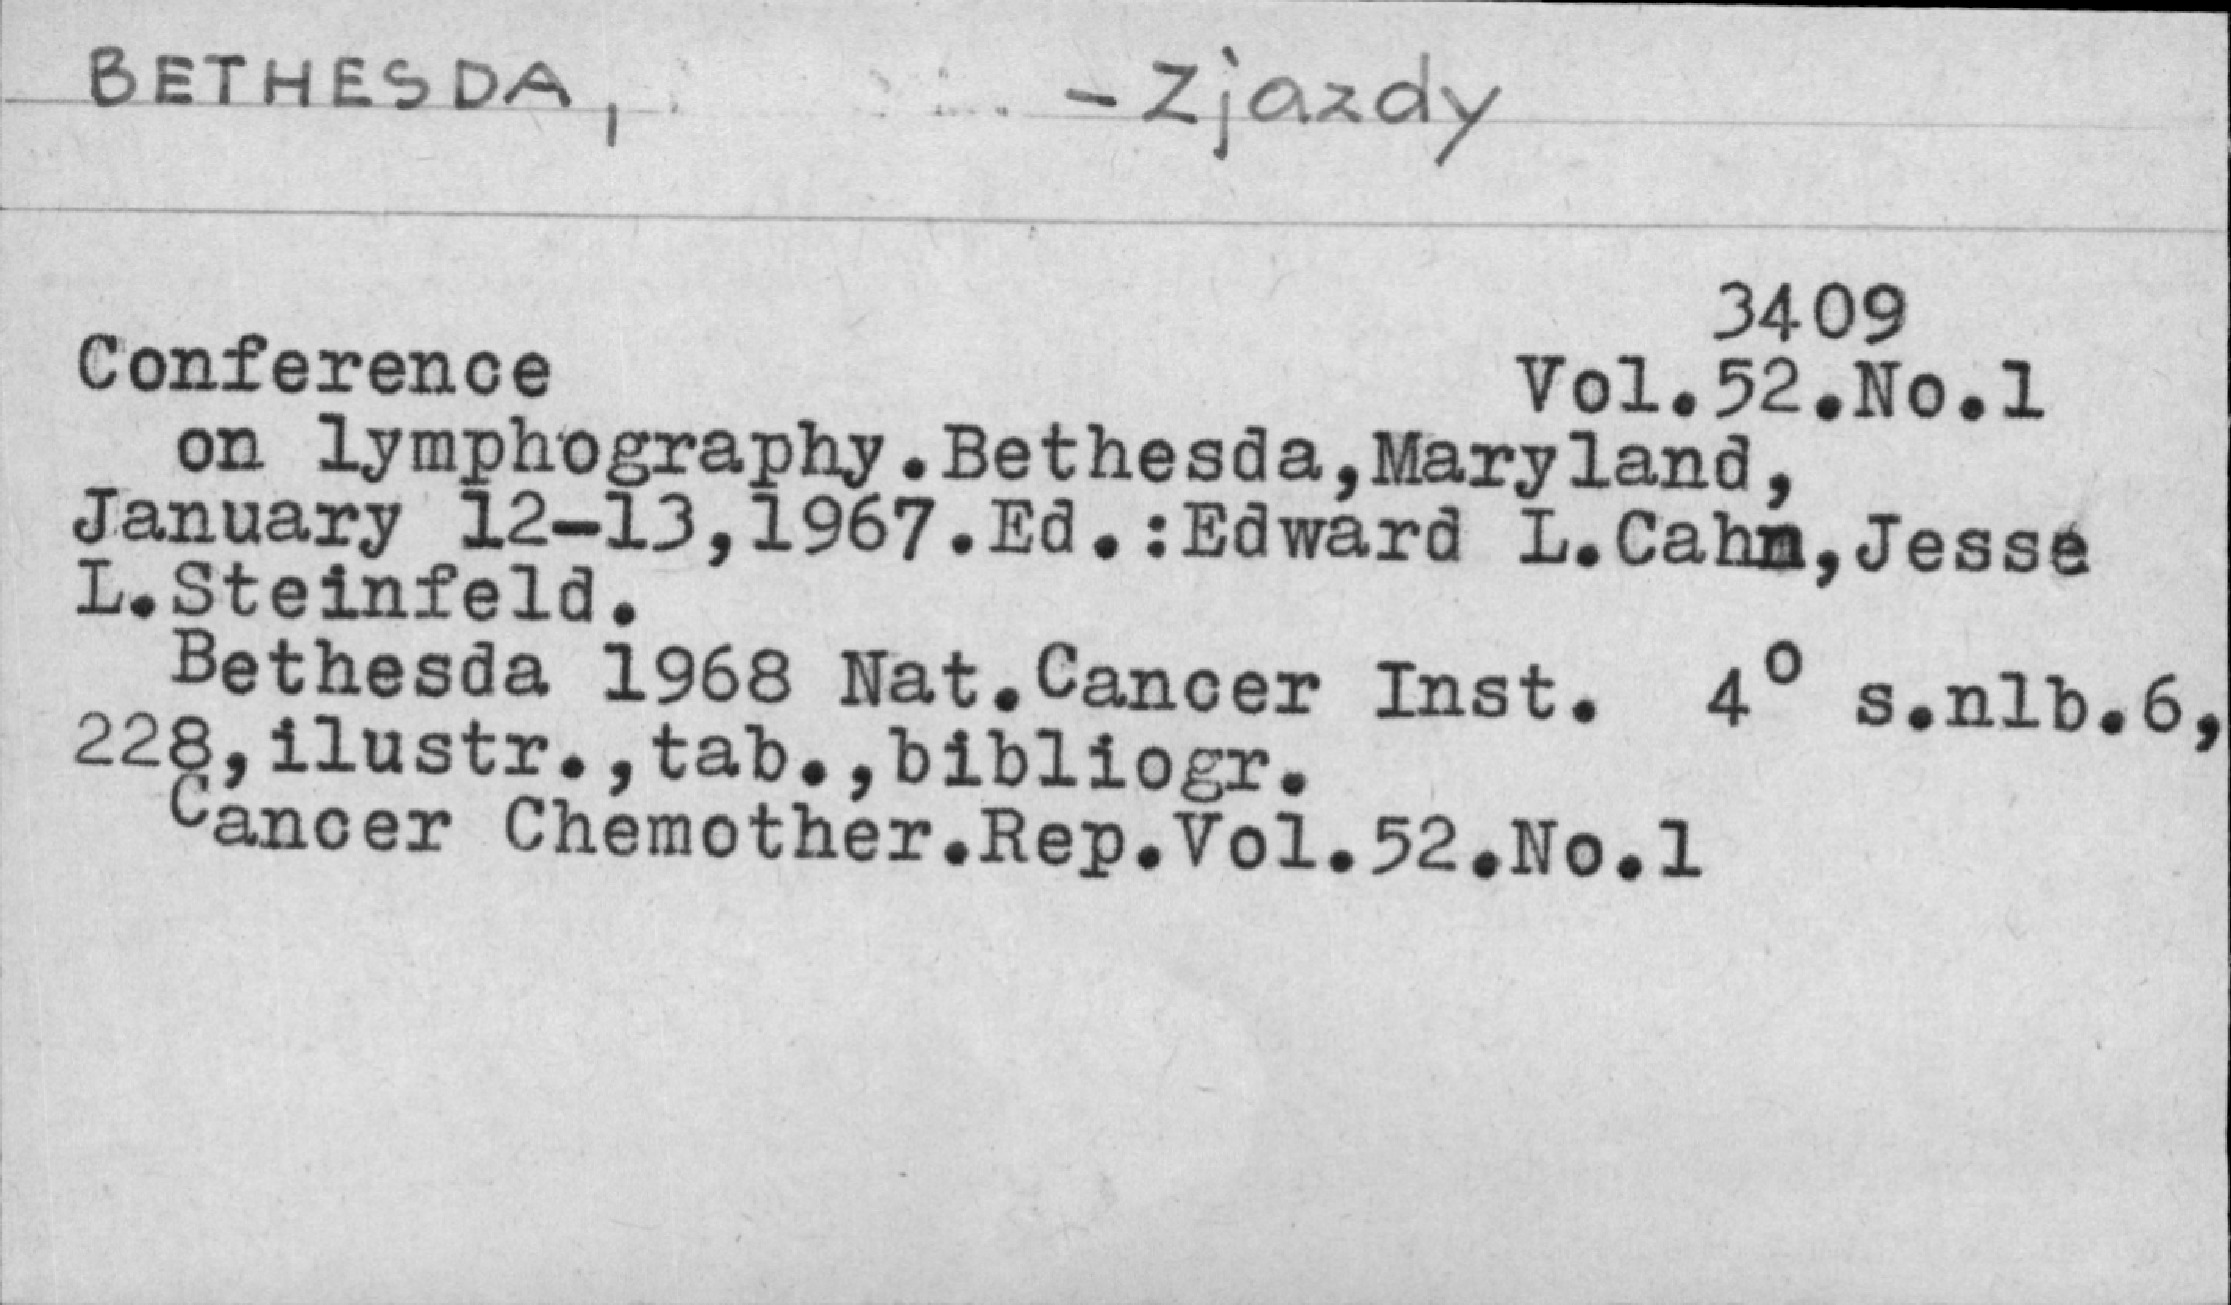 BETHESDA, - Zjazdy
3409
Conference Vol.52.No.1
on lymphography.Bethesda,Maryland,
January 12-13,1967.Ed.:Edward L.Cahn,Jesse
L.Steinfeld.
Bethesda 1968 Nat.Cancer Inst. 4° s.nlb.6,
228,ilustr.,tab.,bibliogr.
Cancer Chemother.Rep.Vol.52.No.1